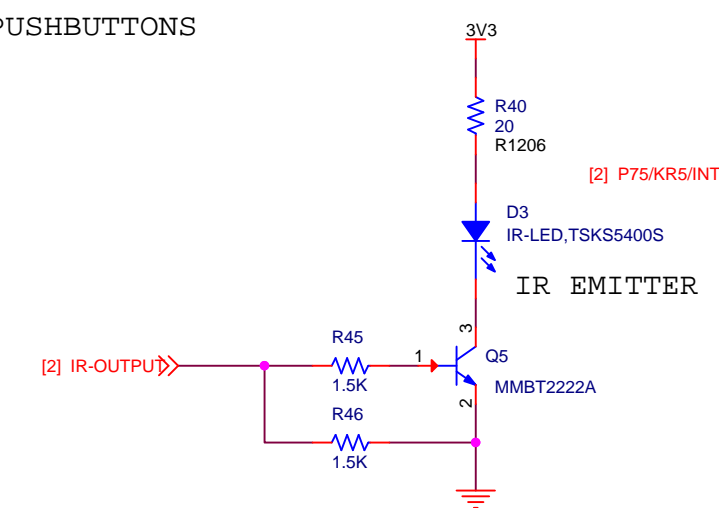 PUSHBUTTONS
3V3
R40
20
R1206
[2] P75/KR5/INT
D3
IR-LED,TSKS5400S
IR EMITTER
3
R45
1
Q5
[2] IR-OUTPUT
1.5K
MMBT2222A
2
R46
1.5K